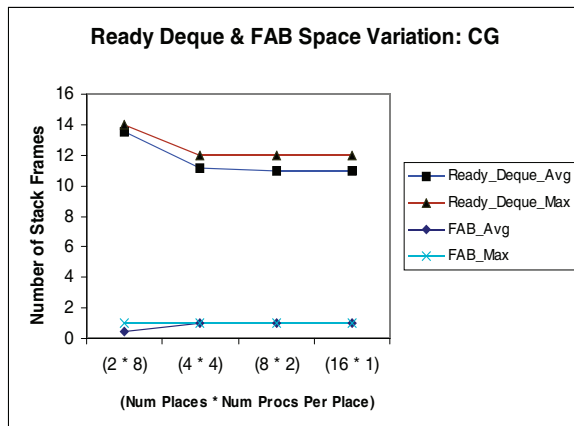 Ready Deque & FAB Space Variation: CG
Number of Stack Frames
16
14
12
10
8
6
4
2
0
(2 * 8) (4 * 4) (8 * 2) (16 * 1)
(Num Places * Num Procs Per Place)
Ready_Deque_Avg
Ready_Deque_Max
FAB_Avg
FAB_Max